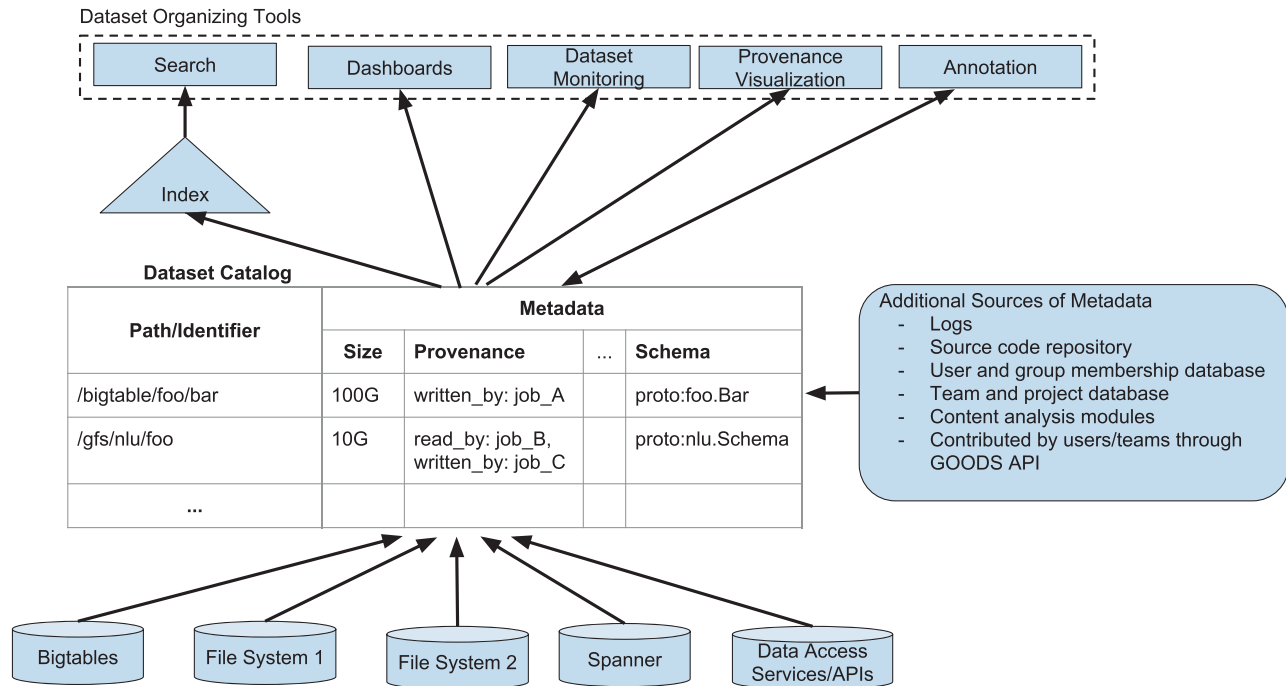 Dataset Organizing Tools
Search
Dashboards
Dataset
Monitoring
Provenance
Visualization
Annotation
Index
Dataset Catalog
Path/Identifier
Metadata
Size
Provenance
...
Schema
/bigtable/foo/bar
100G
written_by: job_A
proto:foo.Bar
/gfs/nlu/foo
10G
read_by: job_B,
written_by: job_C
proto:nlu.Schema
...
Additional Sources of Metadata
- Logs
- Source code repository
- User and group membership database
- Team and project database
- Content analysis modules
- Contributed by users/teams through
GOODS API
Bigtables
File System 1
File System 2
Spanner
Data Access
Services/APIs